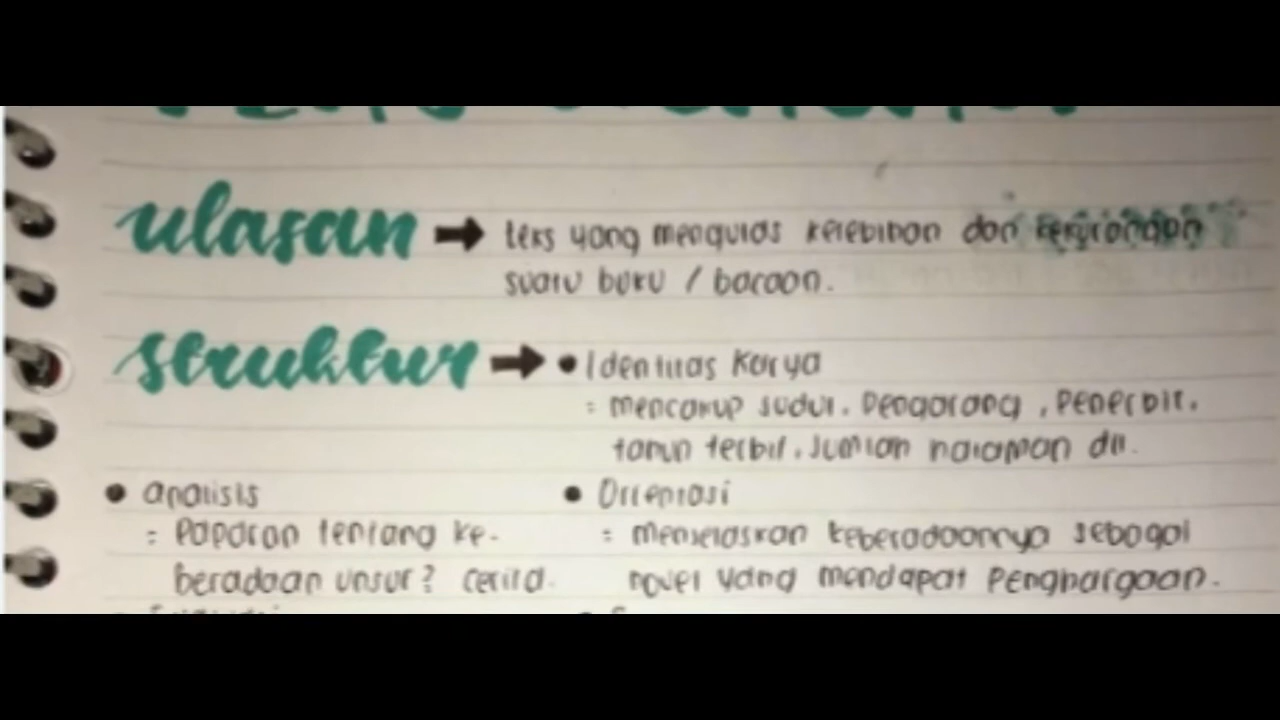 ulasan → teks yang mengulas kelebihan dan kekurangan
suatu buku / bacaan.
struktur → • Identitas Karya
= mencakup judul, Pengarang, Penerbit,
tahun terbit, Jumlah halaman dll.
• analisis
= Paparan tentang ke-
beradaan unsur² cerita.
• Orientasi
= menjelaskan keberadaannya sebagai
novel yang mendapat Penghargaan.